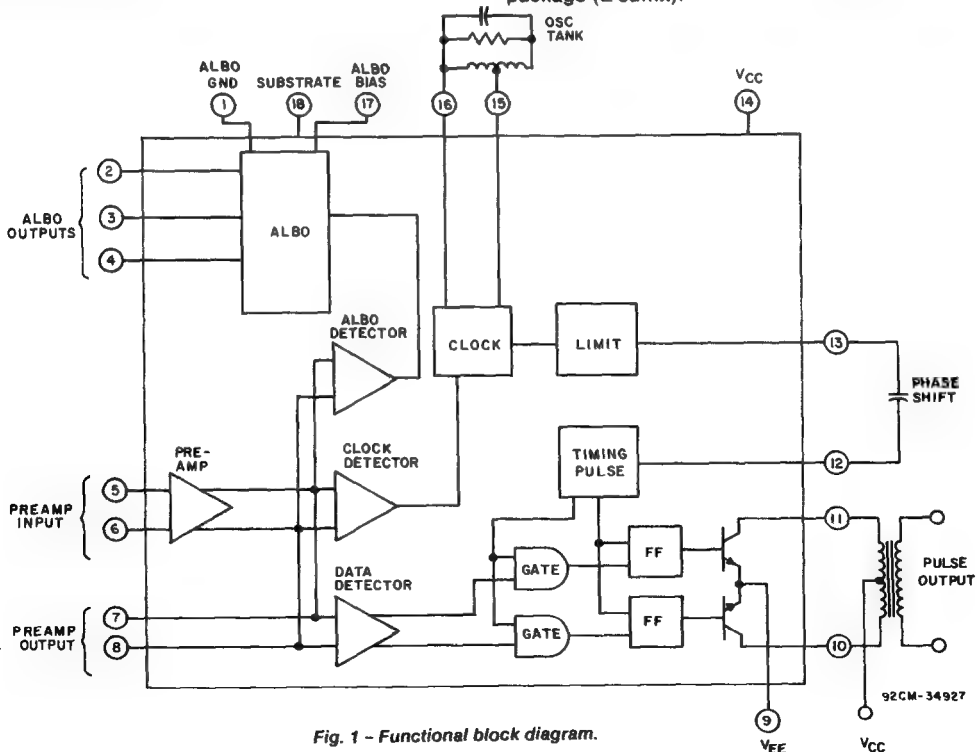 OSC
TANK
ALBO
GND
SUBSTRATE
ALBO
BIAS
VCC
1
18
17
16
15
14
2
3
4
ALBO
OUTPUTS
ALBO
ALBO
DETECTOR
CLOCK
LIMIT
13
PHASE
SHIFT
12
PRE-
AMP
CLOCK
DETECTOR
TIMING
PULSE
5
6
PREAMP
INPUT
11
FF
GATE
PULSE
OUTPUT
DATA
DETECTOR
7
8
PREAMP
OUTPUT
GATE
FF
10
92CM-34927
9
VEE
VCC
Fig. 1 – Functional block diagram.